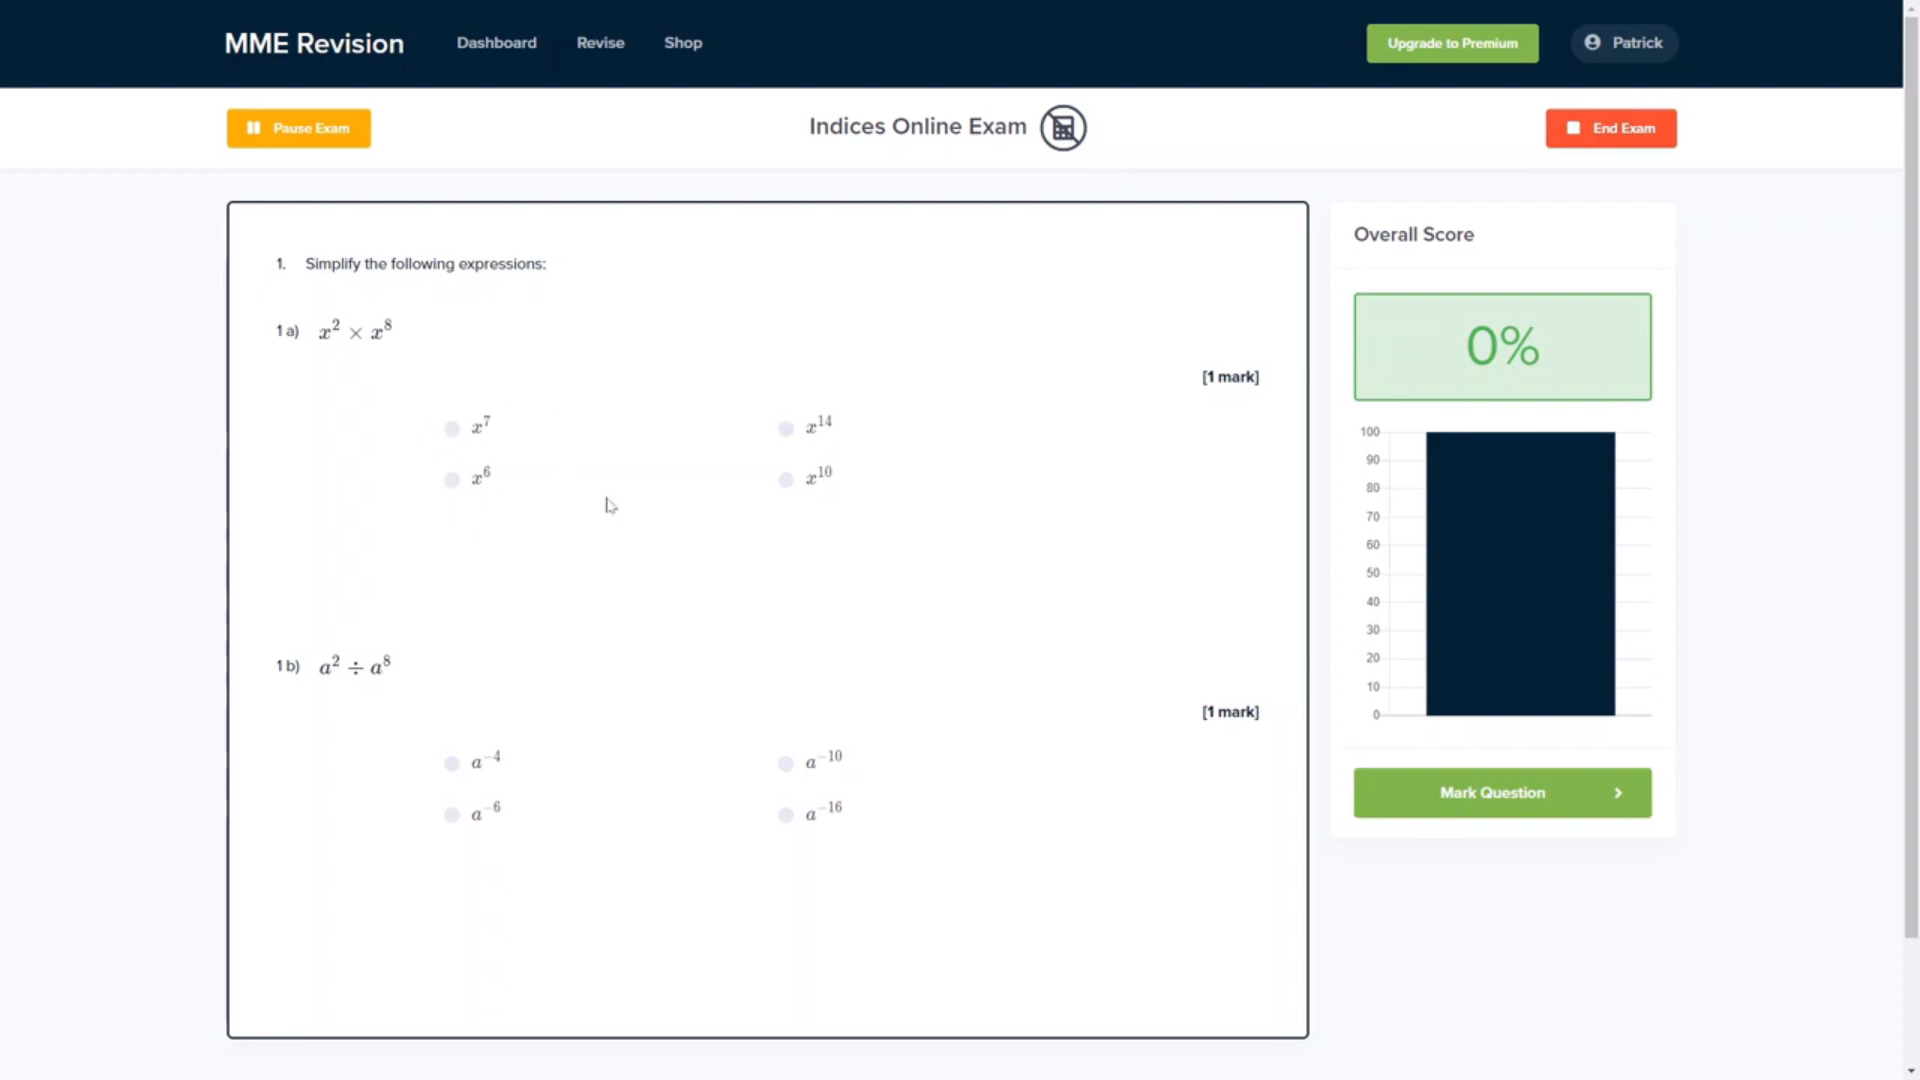 MME Revision Dashboard Revise Shop Upgrade to Premium Patrick
Pause Exam Indices Online Exam End Exam
1. Simplify the following expressions:
1 a) x² × x⁸
[1 mark]
x⁷ x¹⁴
x⁶ x¹⁰
1 b) a² ÷ a⁸
[1 mark]
a⁻⁴ a⁻¹⁰
a⁻⁶ a⁻¹⁶
Overall Score
0%
100
90
80
70
60
50
40
30
20
10
0
Mark Question